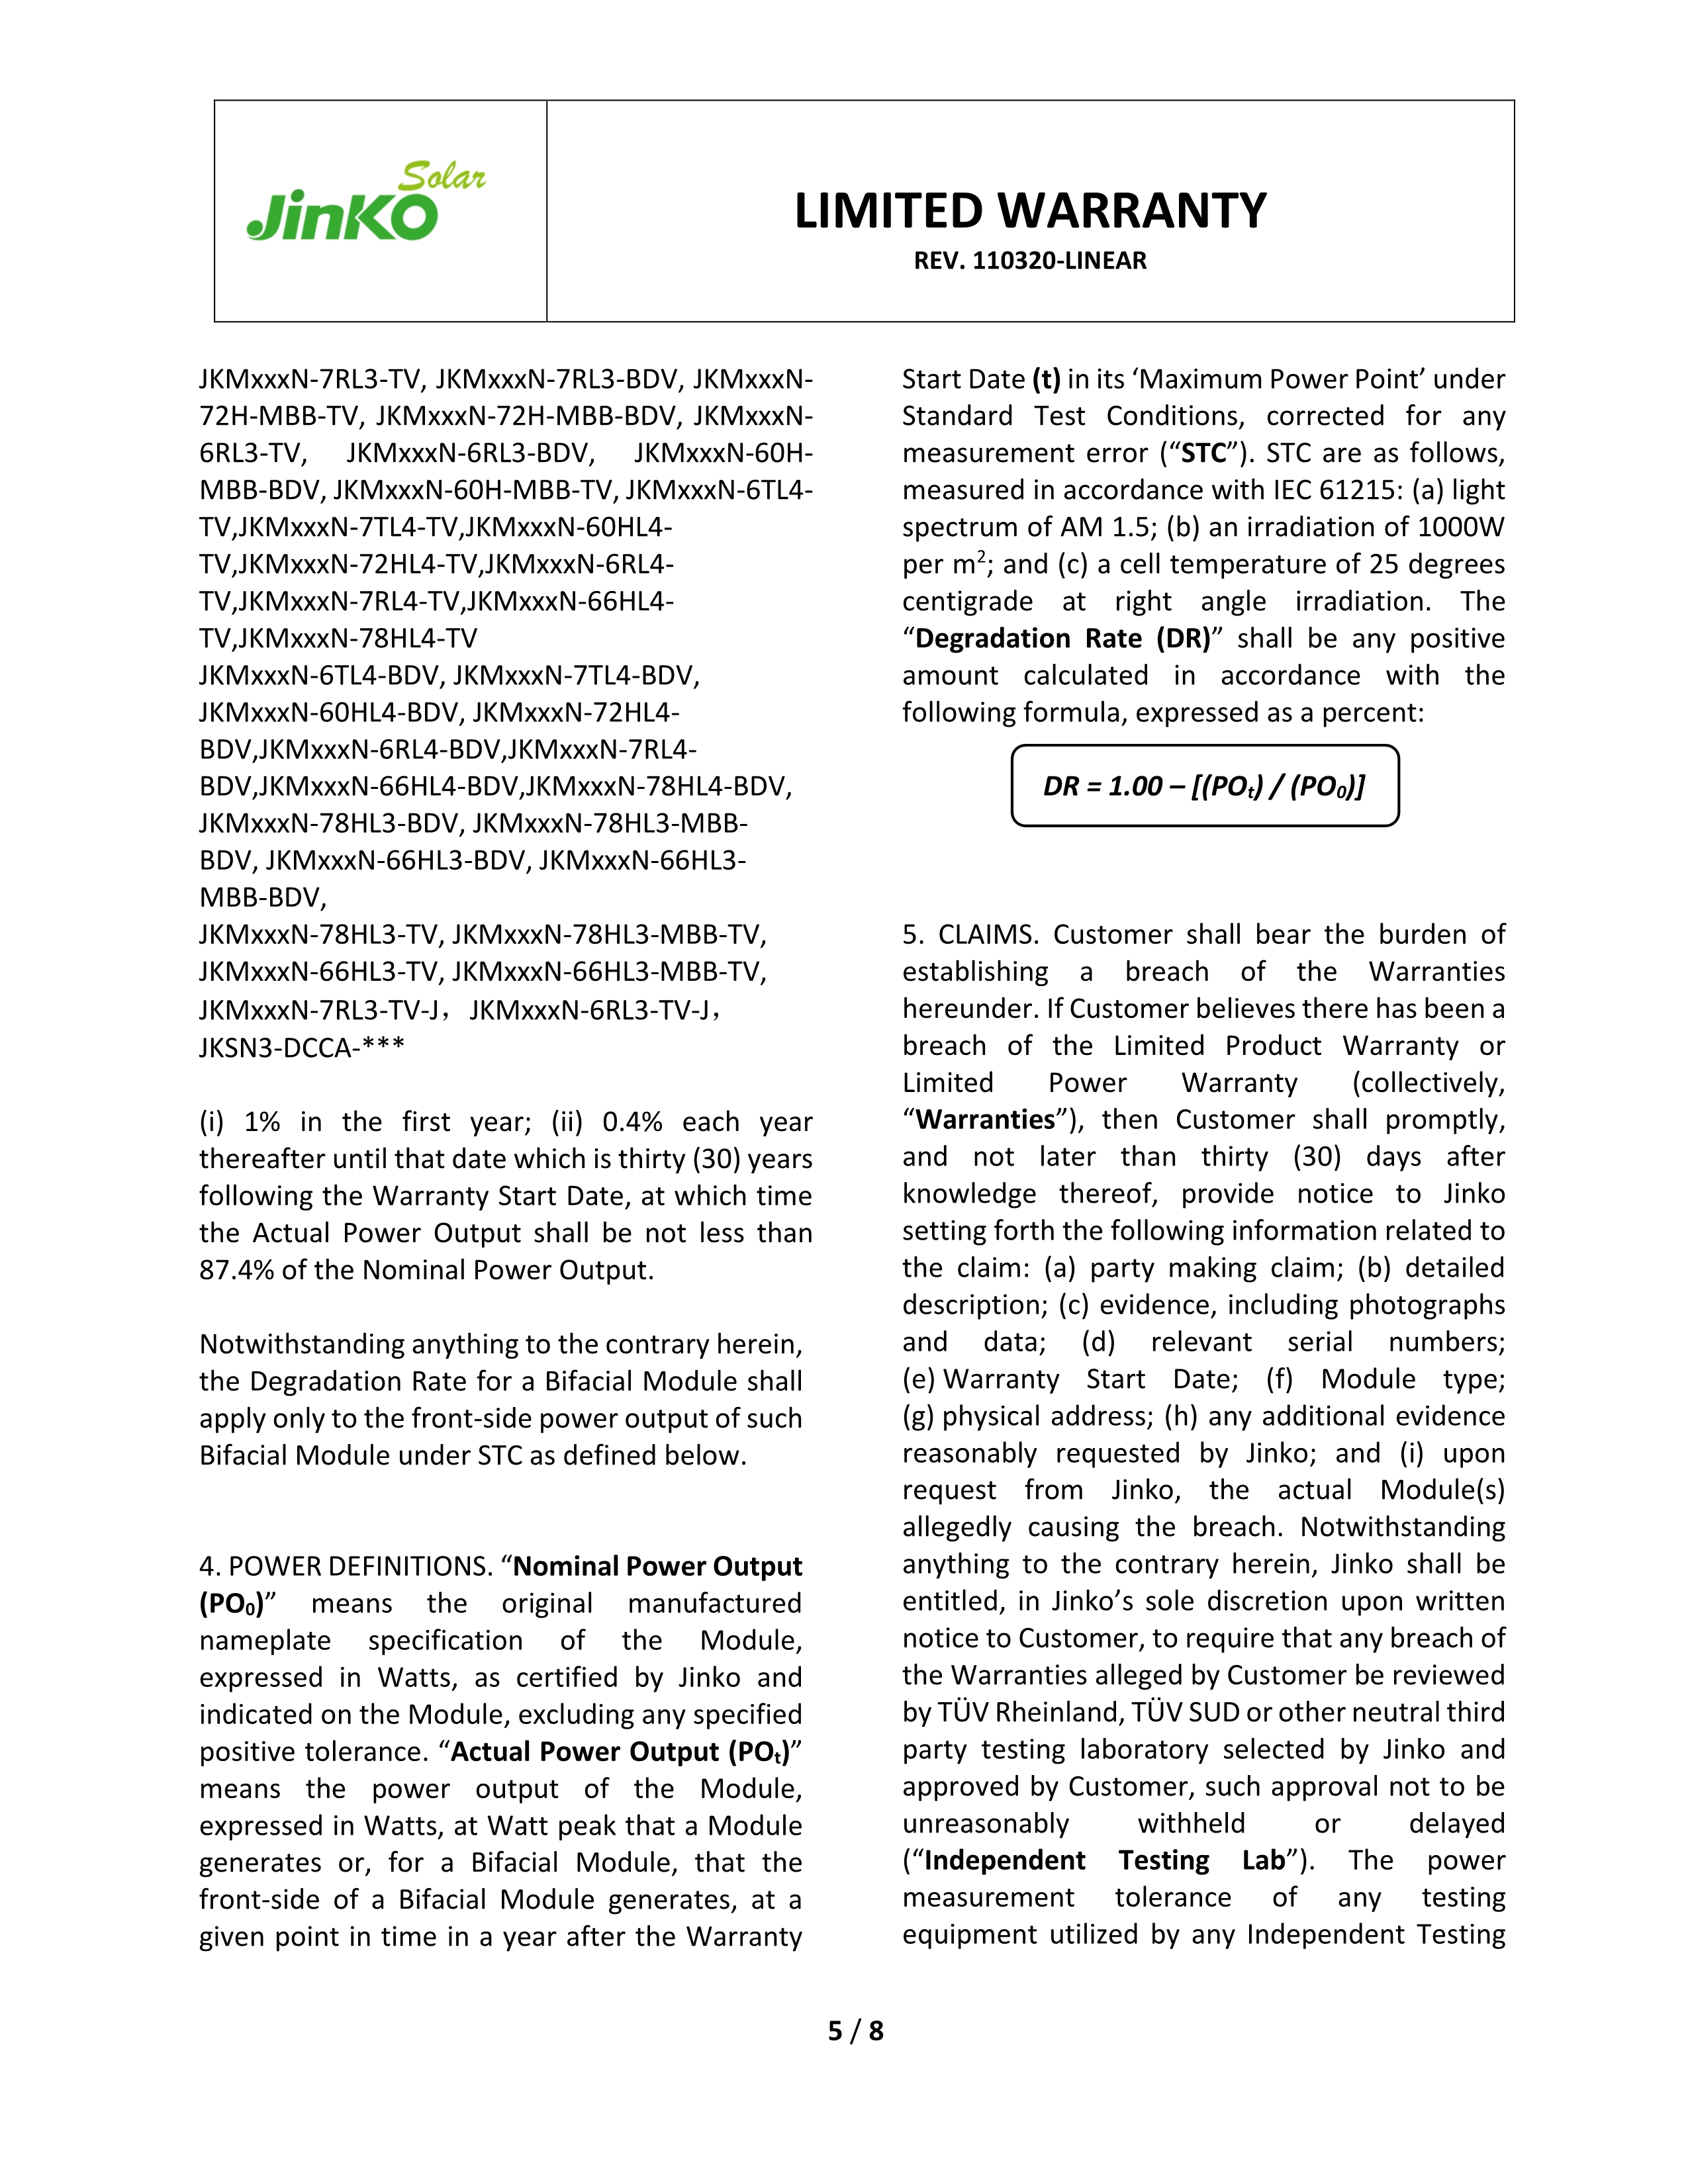 Solar
JinKO
LIMITED WARRANTY
REV. 110320-LINEAR
JKMxxxN-7RL3-TV, JKMxxxN-7RL3-BDV, JKMxxxN-
72H-MBB-TV, JKMxxxN-72H-MBB-BDV, JKMxxxN-
6RL3-TV, JKMxxxN-6RL3-BDV, JKMxxxN-60H-
MBB-BDV, JKMxxxN-60H-MBB-TV, JKMxxxN-6TL4-
TV,JKMxxxN-7TL4-TV,JKMxxxN-60HL4-
TV,JKMxxxN-72HL4-TV,JKMxxxN-6RL4-
TV,JKMxxxN-7RL4-TV,JKMxxxN-66HL4-
TV,JKMxxxN-78HL4-TV
JKMxxxN-6TL4-BDV, JKMxxxN-7TL4-BDV,
JKMxxxN-60HL4-BDV, JKMxxxN-72HL4-
BDV,JKMxxxN-6RL4-BDV,JKMxxxN-7RL4-
BDV,JKMxxxN-66HL4-BDV,JKMxxxN-78HL4-BDV,
JKMxxxN-78HL3-BDV, JKMxxxN-78HL3-MBB-
BDV, JKMxxxN-66HL3-BDV, JKMxxxN-66HL3-
MBB-BDV,
JKMxxxN-78HL3-TV, JKMxxxN-78HL3-MBB-TV,
JKMxxxN-66HL3-TV, JKMxxxN-66HL3-MBB-TV,
JKMxxxN-7RL3-TV-J，JKMxxxN-6RL3-TV-J，
JKSN3-DCCA-***
(i) 1% in the first year; (ii) 0.4% each year
thereafter until that date which is thirty (30) years
following the Warranty Start Date, at which time
the Actual Power Output shall be not less than
87.4% of the Nominal Power Output.
Notwithstanding anything to the contrary herein,
the Degradation Rate for a Bifacial Module shall
apply only to the front-side power output of such
Bifacial Module under STC as defined below.
4. POWER DEFINITIONS. “Nominal Power Output
(PO₀)” means the original manufactured
nameplate specification of the Module,
expressed in Watts, as certified by Jinko and
indicated on the Module, excluding any specified
positive tolerance. “Actual Power Output (POₜ)”
means the power output of the Module,
expressed in Watts, at Watt peak that a Module
generates or, for a Bifacial Module, that the
front-side of a Bifacial Module generates, at a
given point in time in a year after the Warranty
Start Date (t) in its ‘Maximum Power Point’ under
Standard Test Conditions, corrected for any
measurement error (“STC”). STC are as follows,
measured in accordance with IEC 61215: (a) light
spectrum of AM 1.5; (b) an irradiation of 1000W
per m²; and (c) a cell temperature of 25 degrees
centigrade at right angle irradiation. The
“Degradation Rate (DR)” shall be any positive
amount calculated in accordance with the
following formula, expressed as a percent:
DR = 1.00 – [(POₜ) / (PO₀)]
5. CLAIMS. Customer shall bear the burden of
establishing a breach of the Warranties
hereunder. If Customer believes there has been a
breach of the Limited Product Warranty or
Limited Power Warranty (collectively,
“Warranties”), then Customer shall promptly,
and not later than thirty (30) days after
knowledge thereof, provide notice to Jinko
setting forth the following information related to
the claim: (a) party making claim; (b) detailed
description; (c) evidence, including photographs
and data; (d) relevant serial numbers;
(e) Warranty Start Date; (f) Module type;
(g) physical address; (h) any additional evidence
reasonably requested by Jinko; and (i) upon
request from Jinko, the actual Module(s)
allegedly causing the breach. Notwithstanding
anything to the contrary herein, Jinko shall be
entitled, in Jinko’s sole discretion upon written
notice to Customer, to require that any breach of
the Warranties alleged by Customer be reviewed
by TÜV Rheinland, TÜV SUD or other neutral third
party testing laboratory selected by Jinko and
approved by Customer, such approval not to be
unreasonably withheld or delayed
(“Independent Testing Lab”). The power
measurement tolerance of any testing
equipment utilized by any Independent Testing
5 / 8